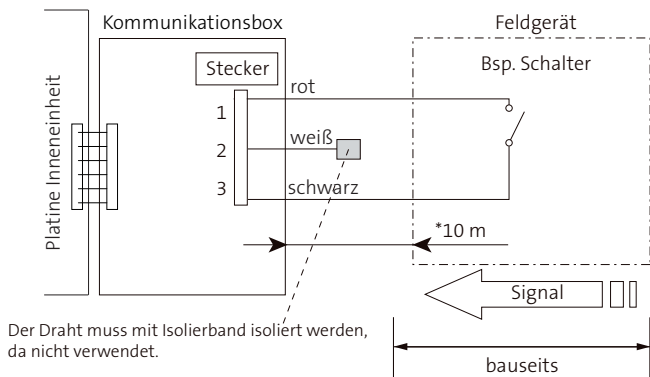 Kommunikationsbox
Feldgerät
Platine Inneneinheit
Stecker
Bsp. Schalter
rot
1
weiß
2
3
schwarz
*10 m
Signal
Der Draht muss mit Isolierband isoliert werden,
da nicht verwendet.
bauseits